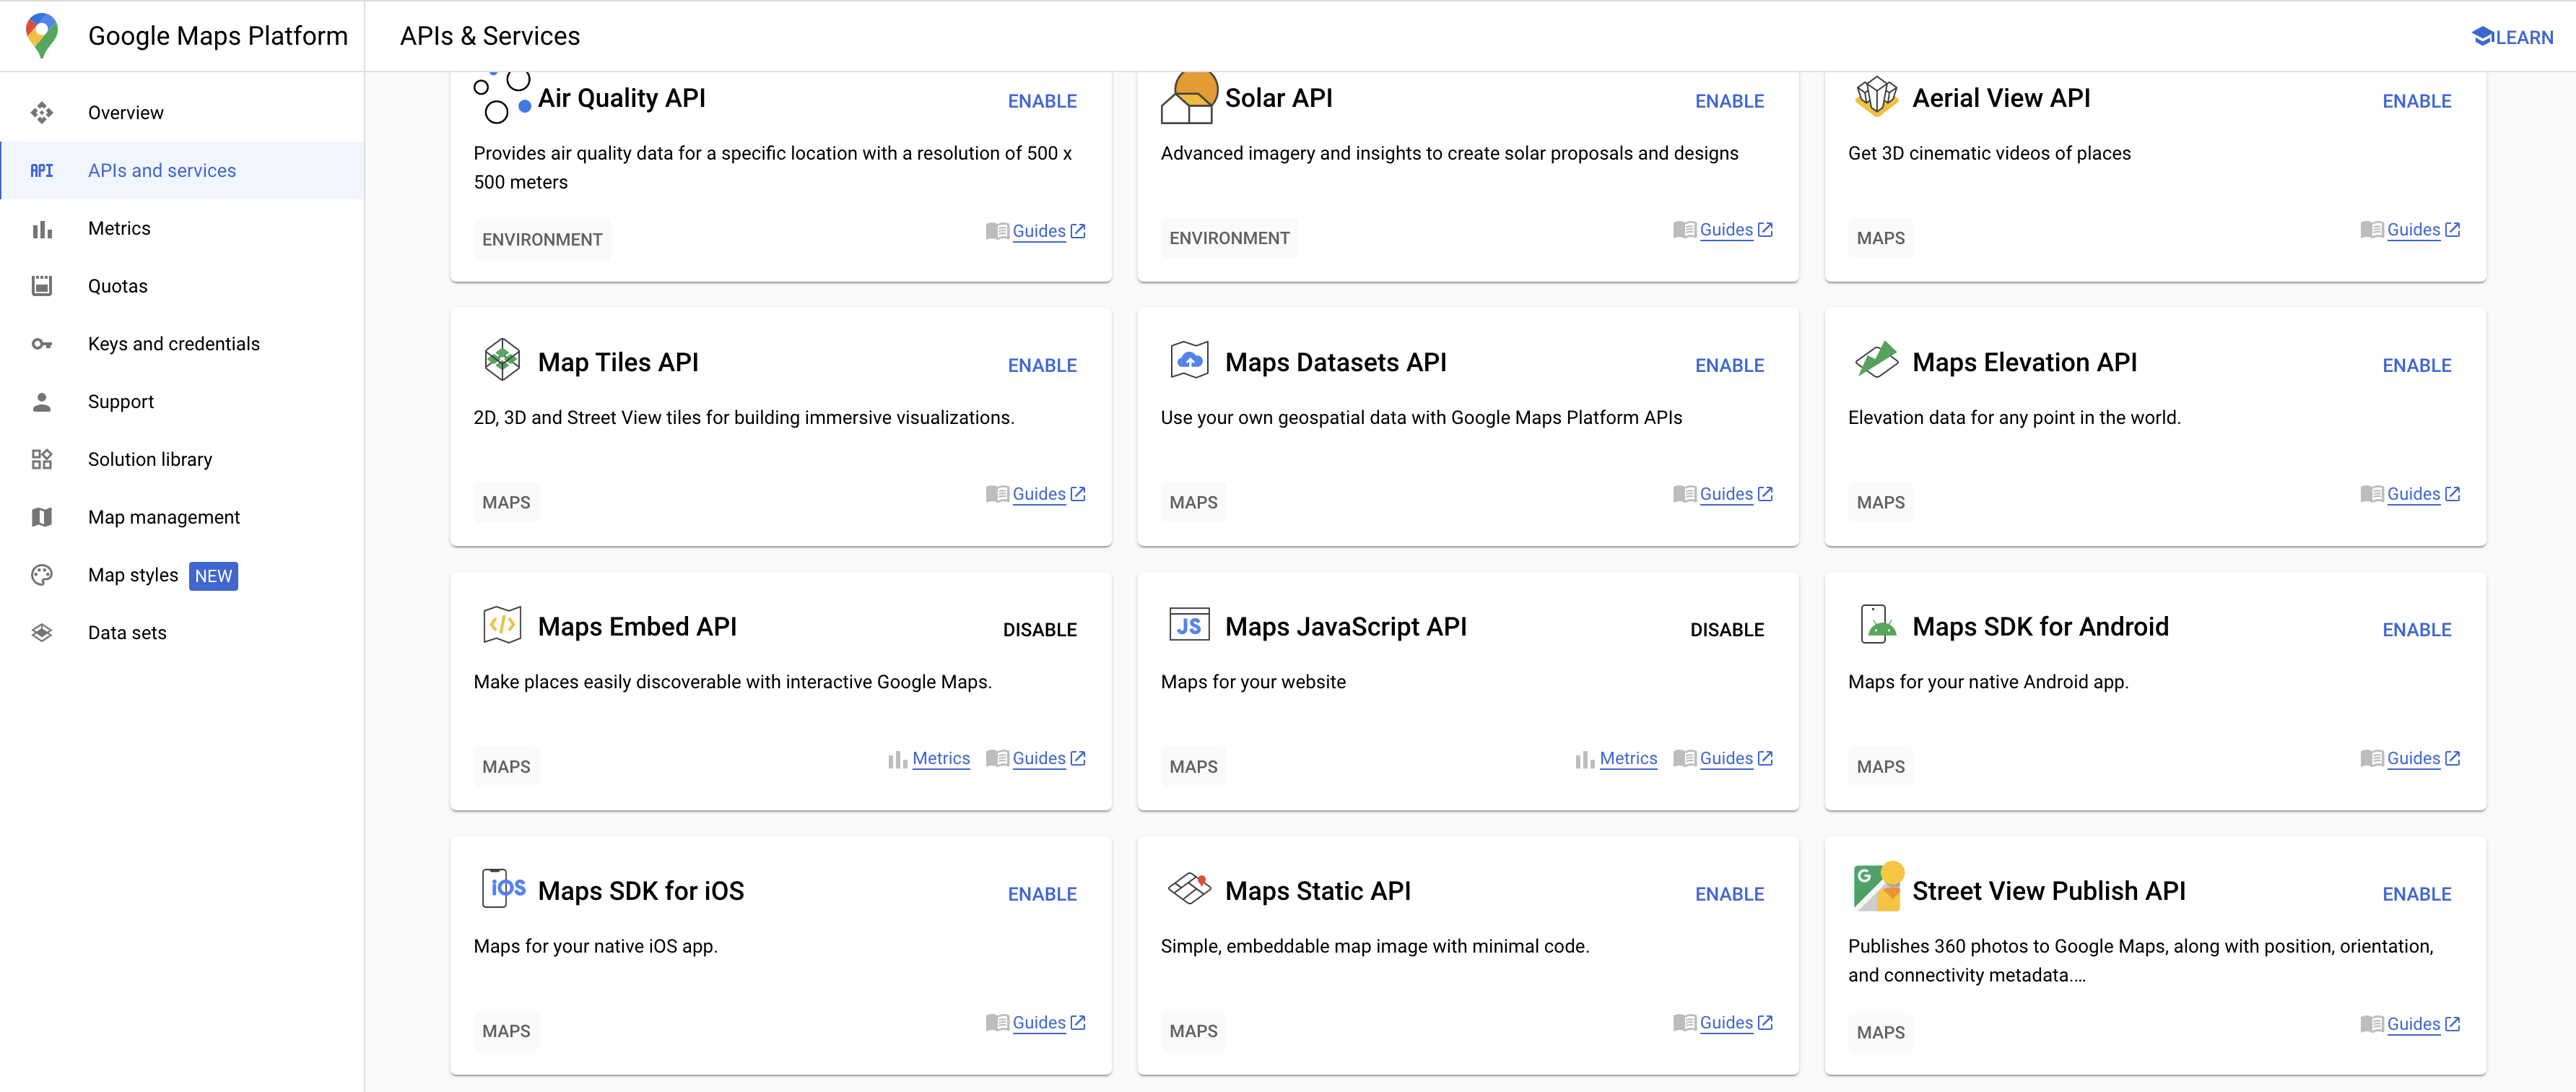 Google Maps Platform
APIs & Services
LEARN
Overview
API APIs and services
Metrics
Quotas
Keys and credentials
Support
Solution library
Map management
Map styles NEW
Data sets
Air Quality API
ENABLE
Provides air quality data for a specific location with a resolution of 500 x
500 meters
ENVIRONMENT
Guides
Solar API
ENABLE
Advanced imagery and insights to create solar proposals and designs
ENVIRONMENT
Guides
Aerial View API
ENABLE
Get 3D cinematic videos of places
MAPS
Guides
Map Tiles API
ENABLE
2D, 3D and Street View tiles for building immersive visualizations.
MAPS
Guides
Maps Datasets API
ENABLE
Use your own geospatial data with Google Maps Platform APIs
MAPS
Guides
Maps Elevation API
ENABLE
Elevation data for any point in the world.
MAPS
Guides
</> Maps Embed API
DISABLE
Make places easily discoverable with interactive Google Maps.
MAPS
Metrics
Guides
JS Maps JavaScript API
DISABLE
Maps for your website
MAPS
Metrics
Guides
Maps SDK for Android
ENABLE
Maps for your native Android app.
MAPS
Guides
iOS Maps SDK for iOS
ENABLE
Maps for your native iOS app.
MAPS
Guides
Maps Static API
ENABLE
Simple, embeddable map image with minimal code.
MAPS
Guides
G Street View Publish API
ENABLE
Publishes 360 photos to Google Maps, along with position, orientation,
and connectivity metadata.…
MAPS
Guides